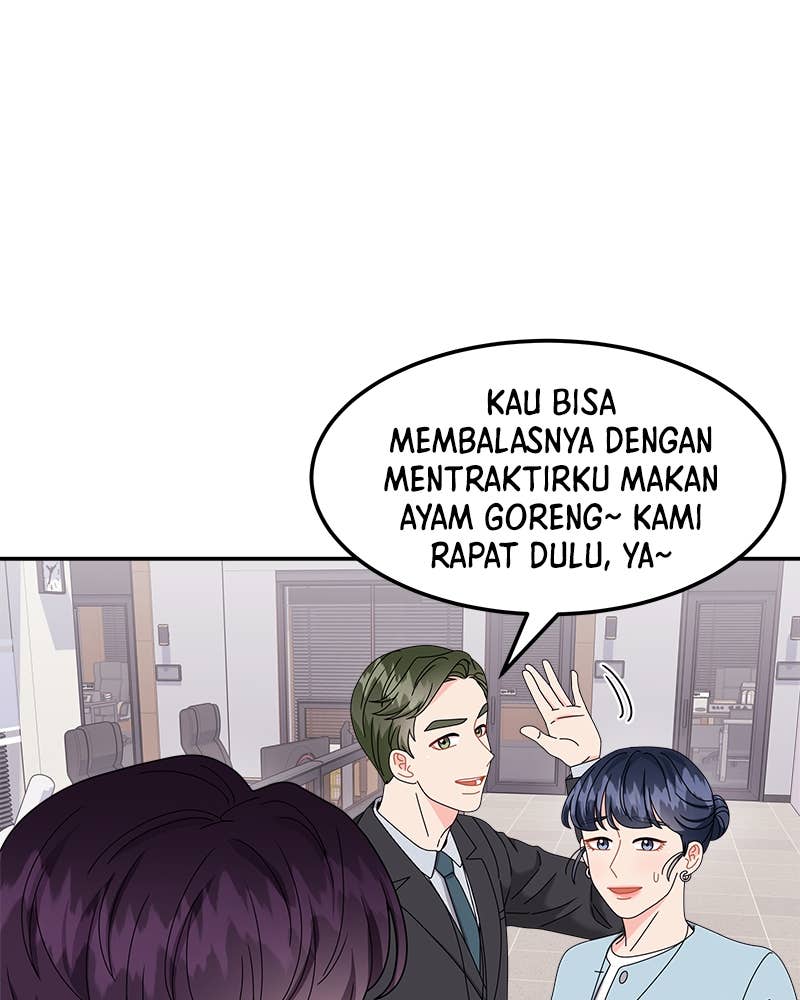 KAU BISA
MEMBALASNYA DENGAN
MENTRAKTIRKU MAKAN
AYAM GORENG~ KAMI
RAPAT DULU, YA~